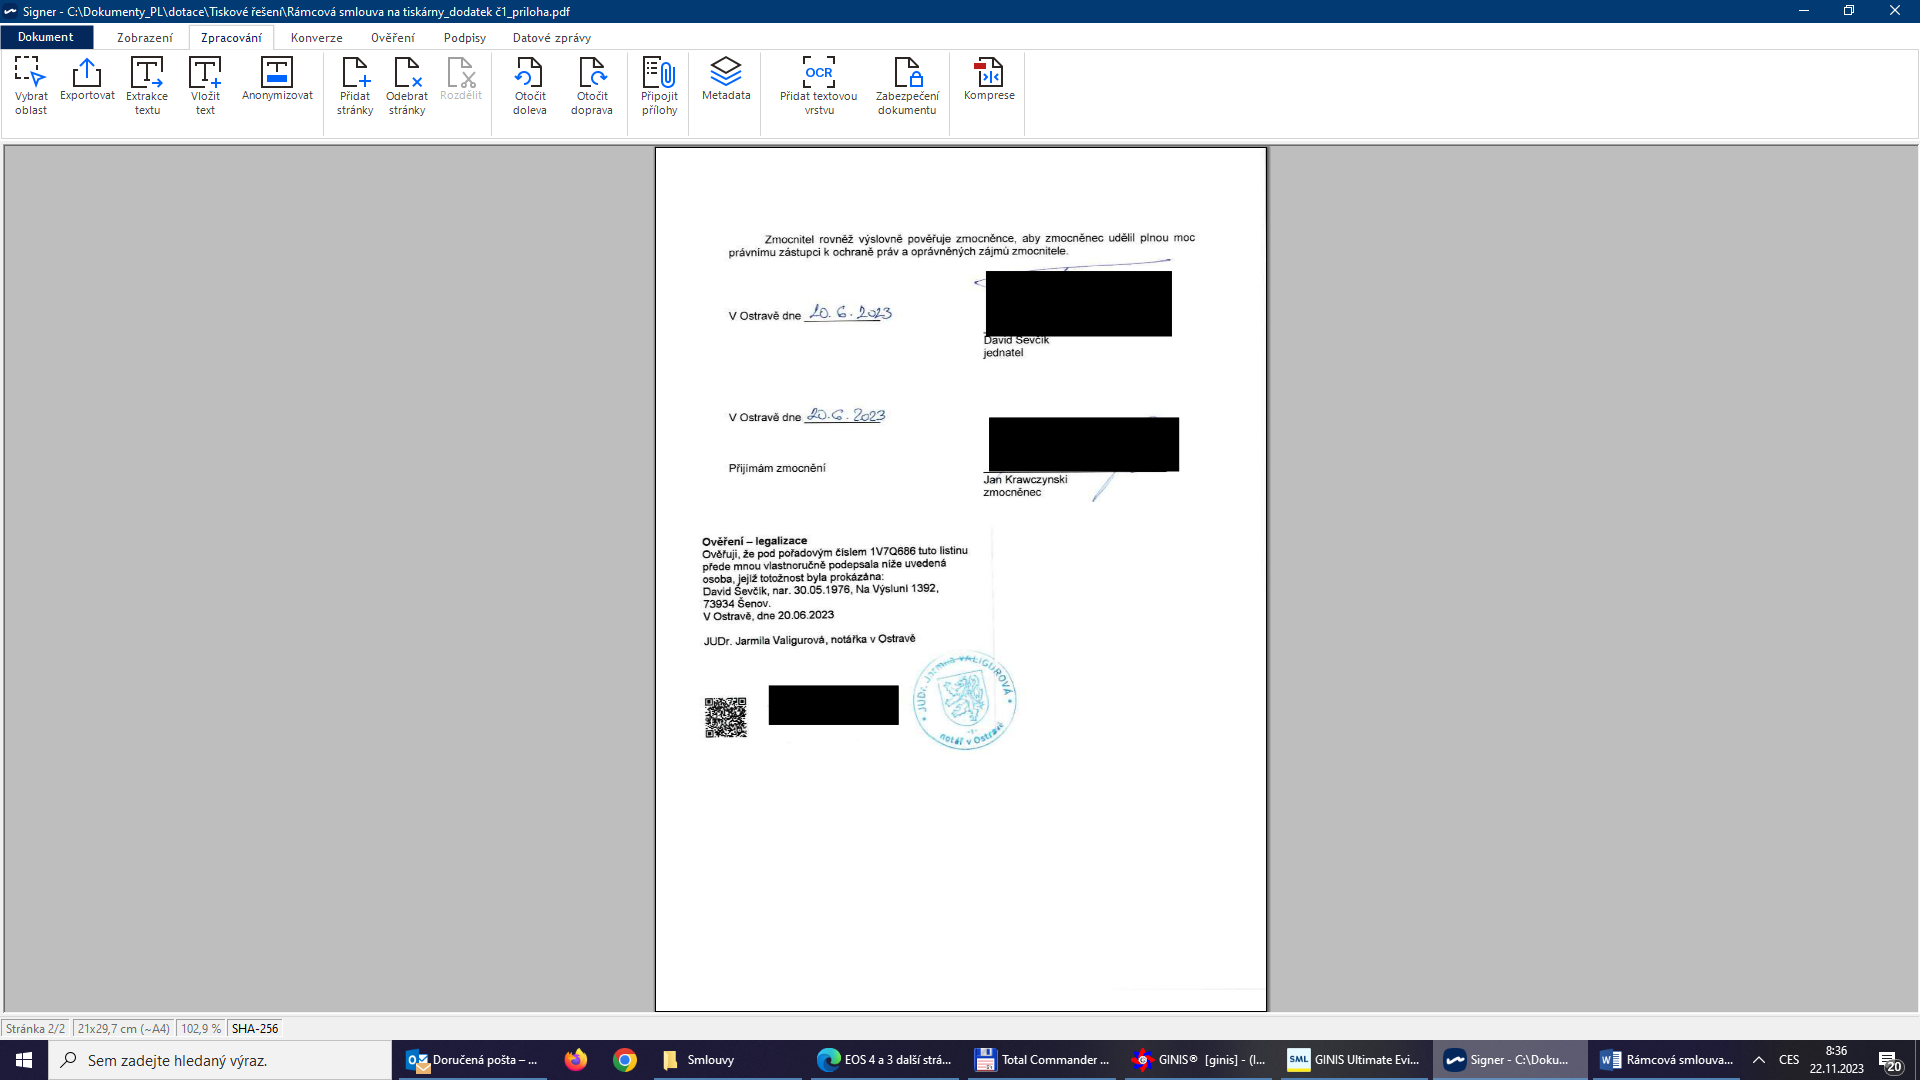 Signer - C:\Dokumenty_PL\dotace\Tiskové řešení\Rámcová smlouva na tiskárny_dodatek č1_priloha.pdf
Dokument Zobrazení Zpracování Konverze Ověření Podpisy Datové zprávy
Vybrat oblast Exportovat Extrakce textu Vložit text Anonymizovat Přidat stránky Odebrat stránky Rozdělit Otočit doleva Otočit doprava Připojit přílohy Metadata OCR Přidat textovou vrstvu Zabezpečení dokumentu Komprese
Zmocnitel rovněž výslovně pověřuje zmocněnce, aby zmocněnec udělil plnou moc
právnímu zástupci k ochraně práv a oprávněných zájmů zmocnitele.
V Ostravě dne 20.6.2023
David Ševčík
jednatel
V Ostravě dne 20.6.2023
Přijímám zmocnění
Jan Krawczynski
zmocněnec
Ověření – legalizace
Ověřuji, že pod pořadovým číslem 1V7Q686 tuto listinu
přede mnou vlastnoručně podepsala níže uvedená
osoba, jejíž totožnost byla prokázána:
David Ševčík, nar. 30.05.1976, Na Výsluní 1392,
73934 Šenov.
V Ostravě, dne 20.06.2023
JUDr. Jarmila Valigurová, notářka v Ostravě
JUDr. Jarmila VALIGUROVÁ
notář v Ostravě
Stránka 2/2 21x29,7 cm (~A4) 102,9 % SHA-256
Sem zadejte hledaný výraz. Doručená pošta – ... Smlouvy EOS 4 a 3 další strá... Total Commander ... GINIS® [ginis] - (I... SML GINIS Ultimate Evi... Signer - C:\Doku... Rámcová smlouva... CES 8:36
22.11.2023 20